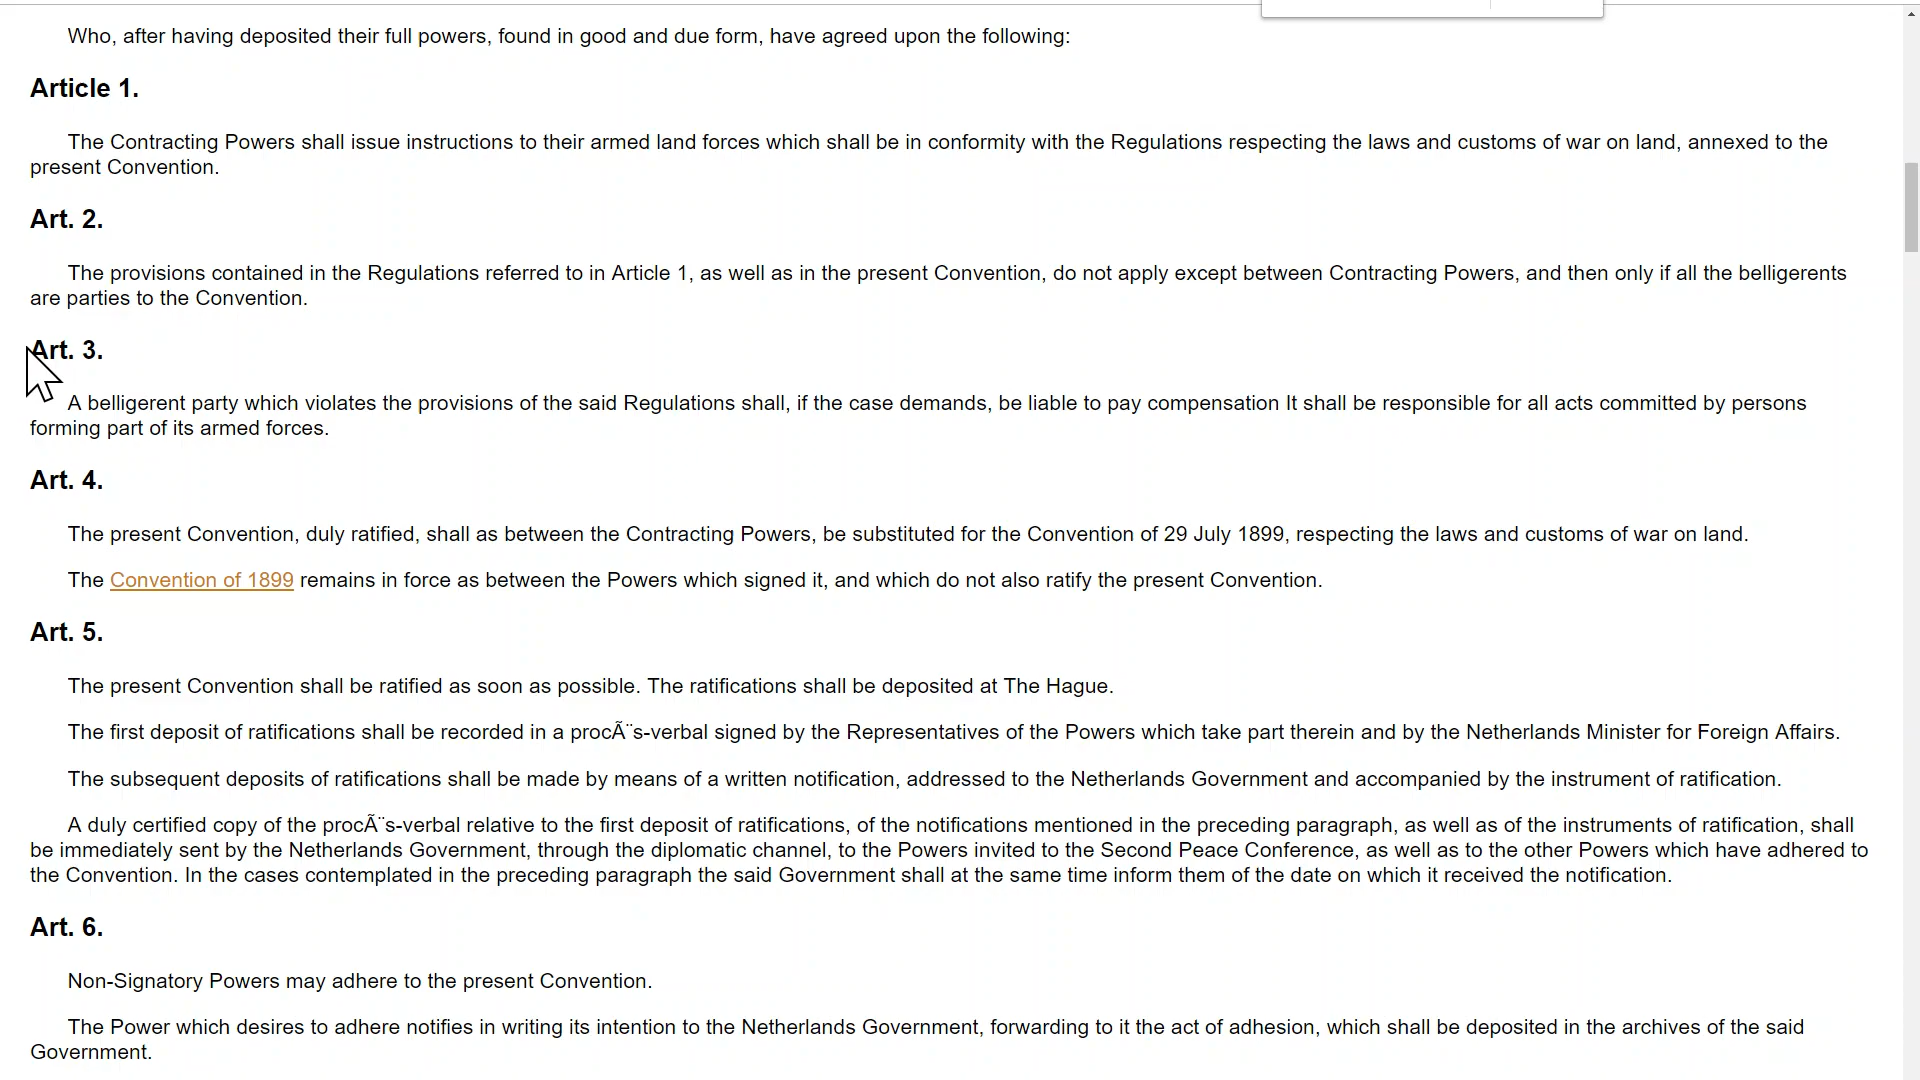 Who, after having deposited their full powers, found in good and due form, have agreed upon the following:
Article 1.
The Contracting Powers shall issue instructions to their armed land forces which shall be in conformity with the Regulations respecting the laws and customs of war on land, annexed to the
present Convention.
Art. 2.
The provisions contained in the Regulations referred to in Article 1, as well as in the present Convention, do not apply except between Contracting Powers, and then only if all the belligerents
are parties to the Convention.
Art. 3.
A belligerent party which violates the provisions of the said Regulations shall, if the case demands, be liable to pay compensation It shall be responsible for all acts committed by persons
forming part of its armed forces.
Art. 4.
The present Convention, duly ratified, shall as between the Contracting Powers, be substituted for the Convention of 29 July 1899, respecting the laws and customs of war on land.
The Convention of 1899 remains in force as between the Powers which signed it, and which do not also ratify the present Convention.
Art. 5.
The present Convention shall be ratified as soon as possible. The ratifications shall be deposited at The Hague.
The first deposit of ratifications shall be recorded in a procÃ¨s-verbal signed by the Representatives of the Powers which take part therein and by the Netherlands Minister for Foreign Affairs.
The subsequent deposits of ratifications shall be made by means of a written notification, addressed to the Netherlands Government and accompanied by the instrument of ratification.
A duly certified copy of the procÃ¨s-verbal relative to the first deposit of ratifications, of the notifications mentioned in the preceding paragraph, as well as of the instruments of ratification, shall
be immediately sent by the Netherlands Government, through the diplomatic channel, to the Powers invited to the Second Peace Conference, as well as to the other Powers which have adhered to
the Convention. In the cases contemplated in the preceding paragraph the said Government shall at the same time inform them of the date on which it received the notification.
Art. 6.
Non-Signatory Powers may adhere to the present Convention.
The Power which desires to adhere notifies in writing its intention to the Netherlands Government, forwarding to it the act of adhesion, which shall be deposited in the archives of the said
Government.